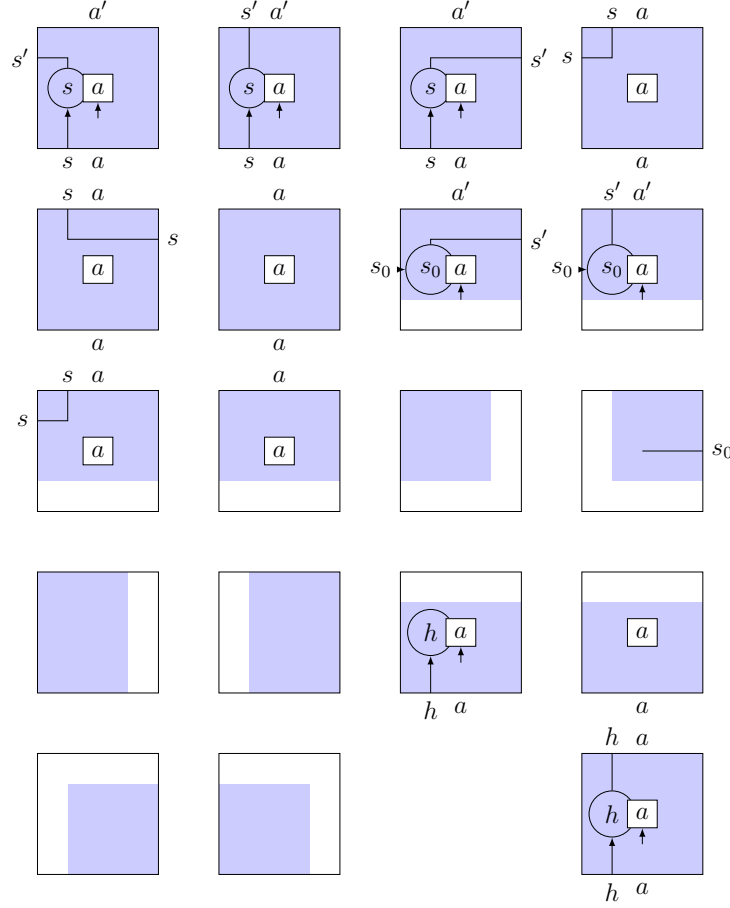 a′ s′ a′ a′ s a
s′ s a s a s a s′ s a
s a s a s a a
s a a a′ s′ a′
s a a s₀ s₀ a s′ s₀ s₀ a
a a
s a a
s a a s₀
h a a
h a a
h a
h a
h a